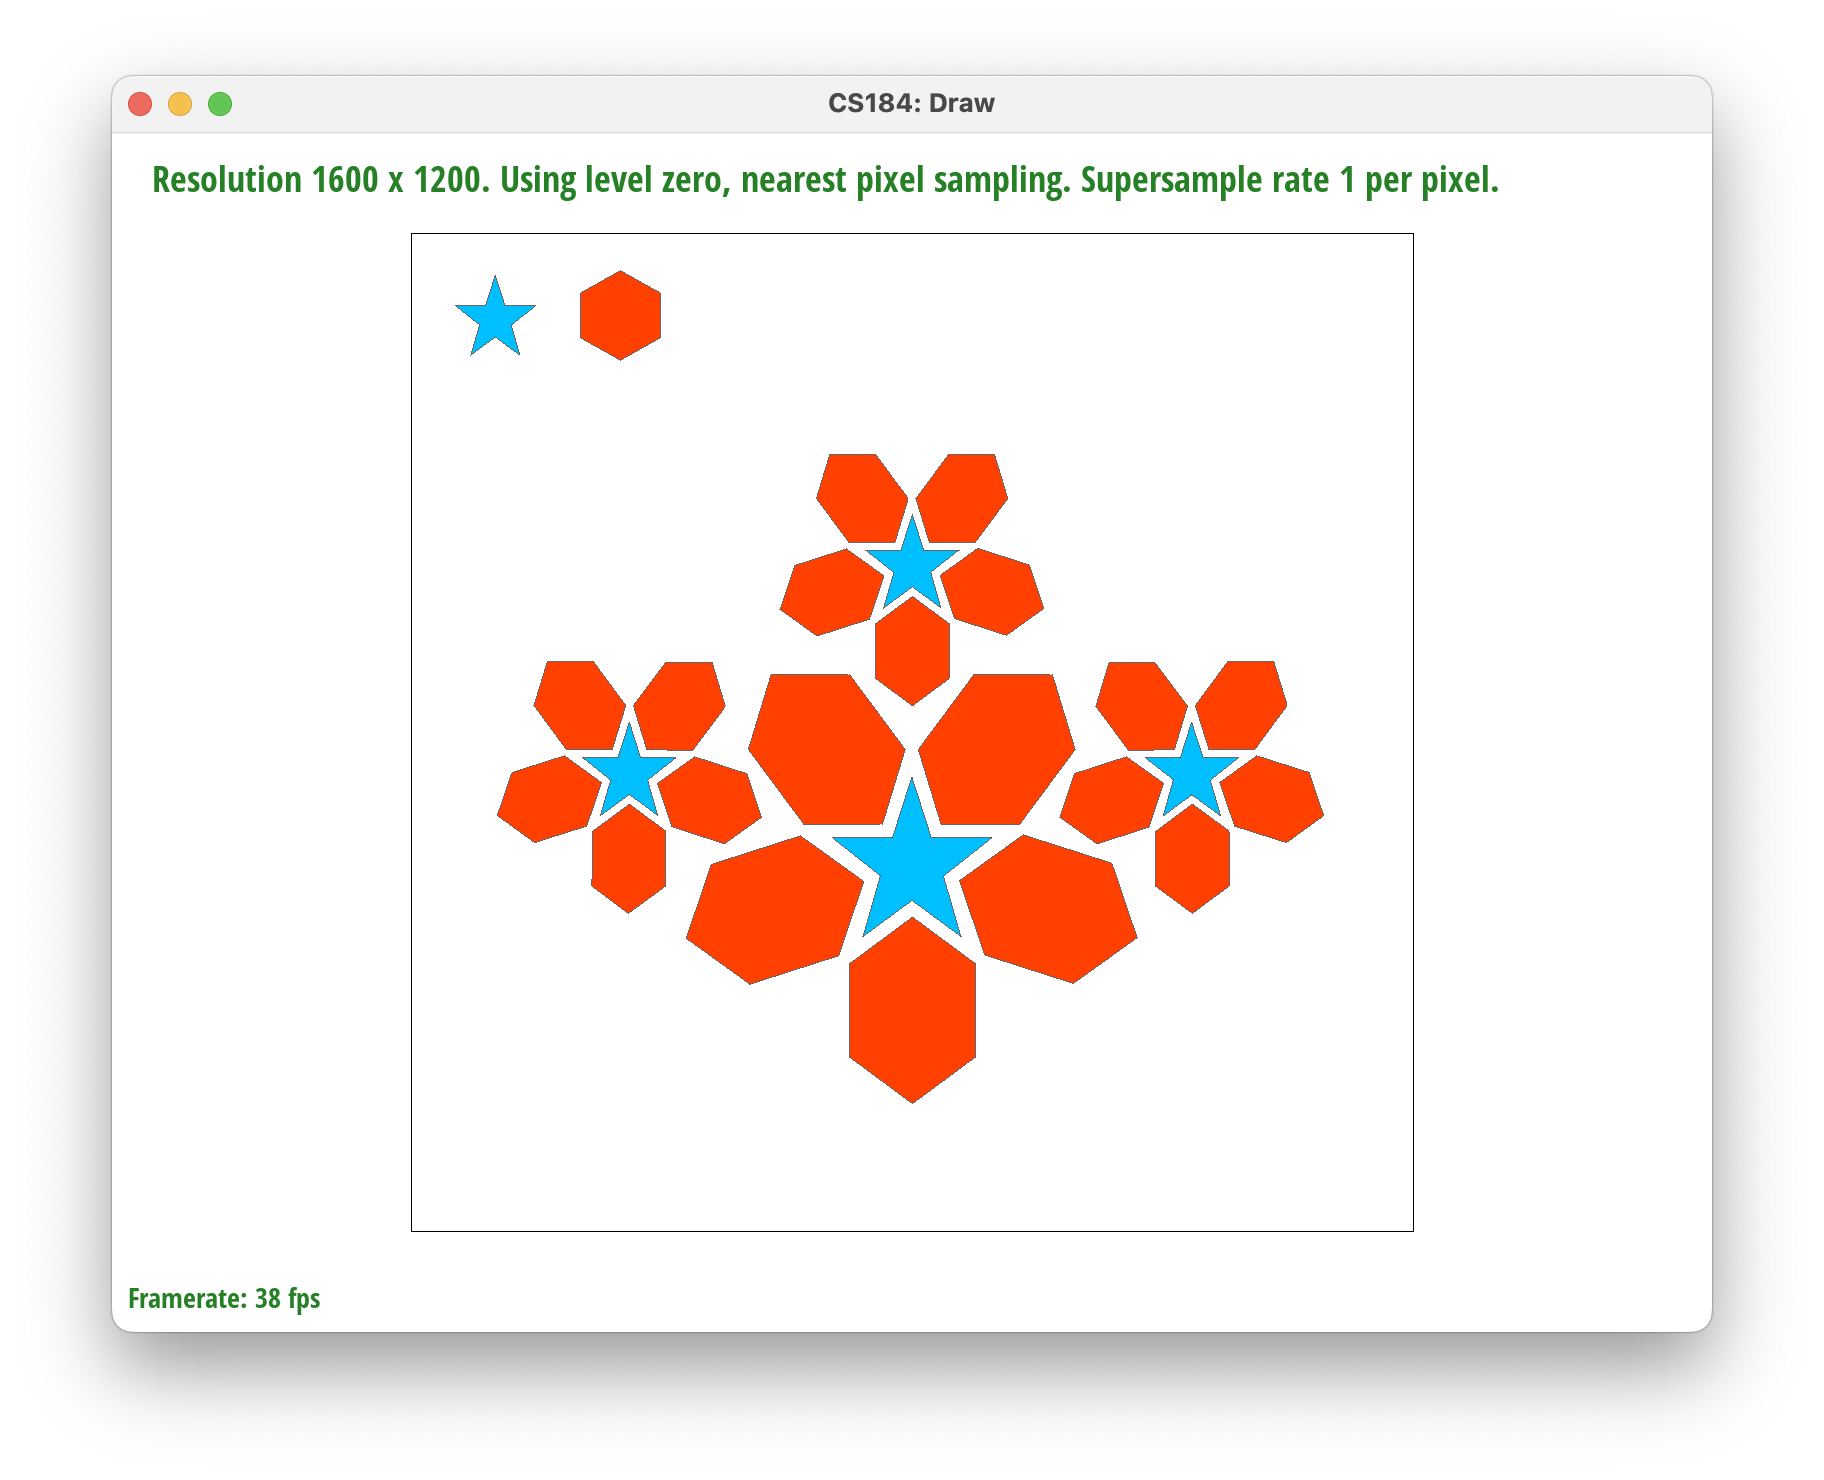 CS184: Draw
Resolution 1600 x 1200. Using level zero, nearest pixel sampling. Supersample rate 1 per pixel.
Framerate: 38 fps